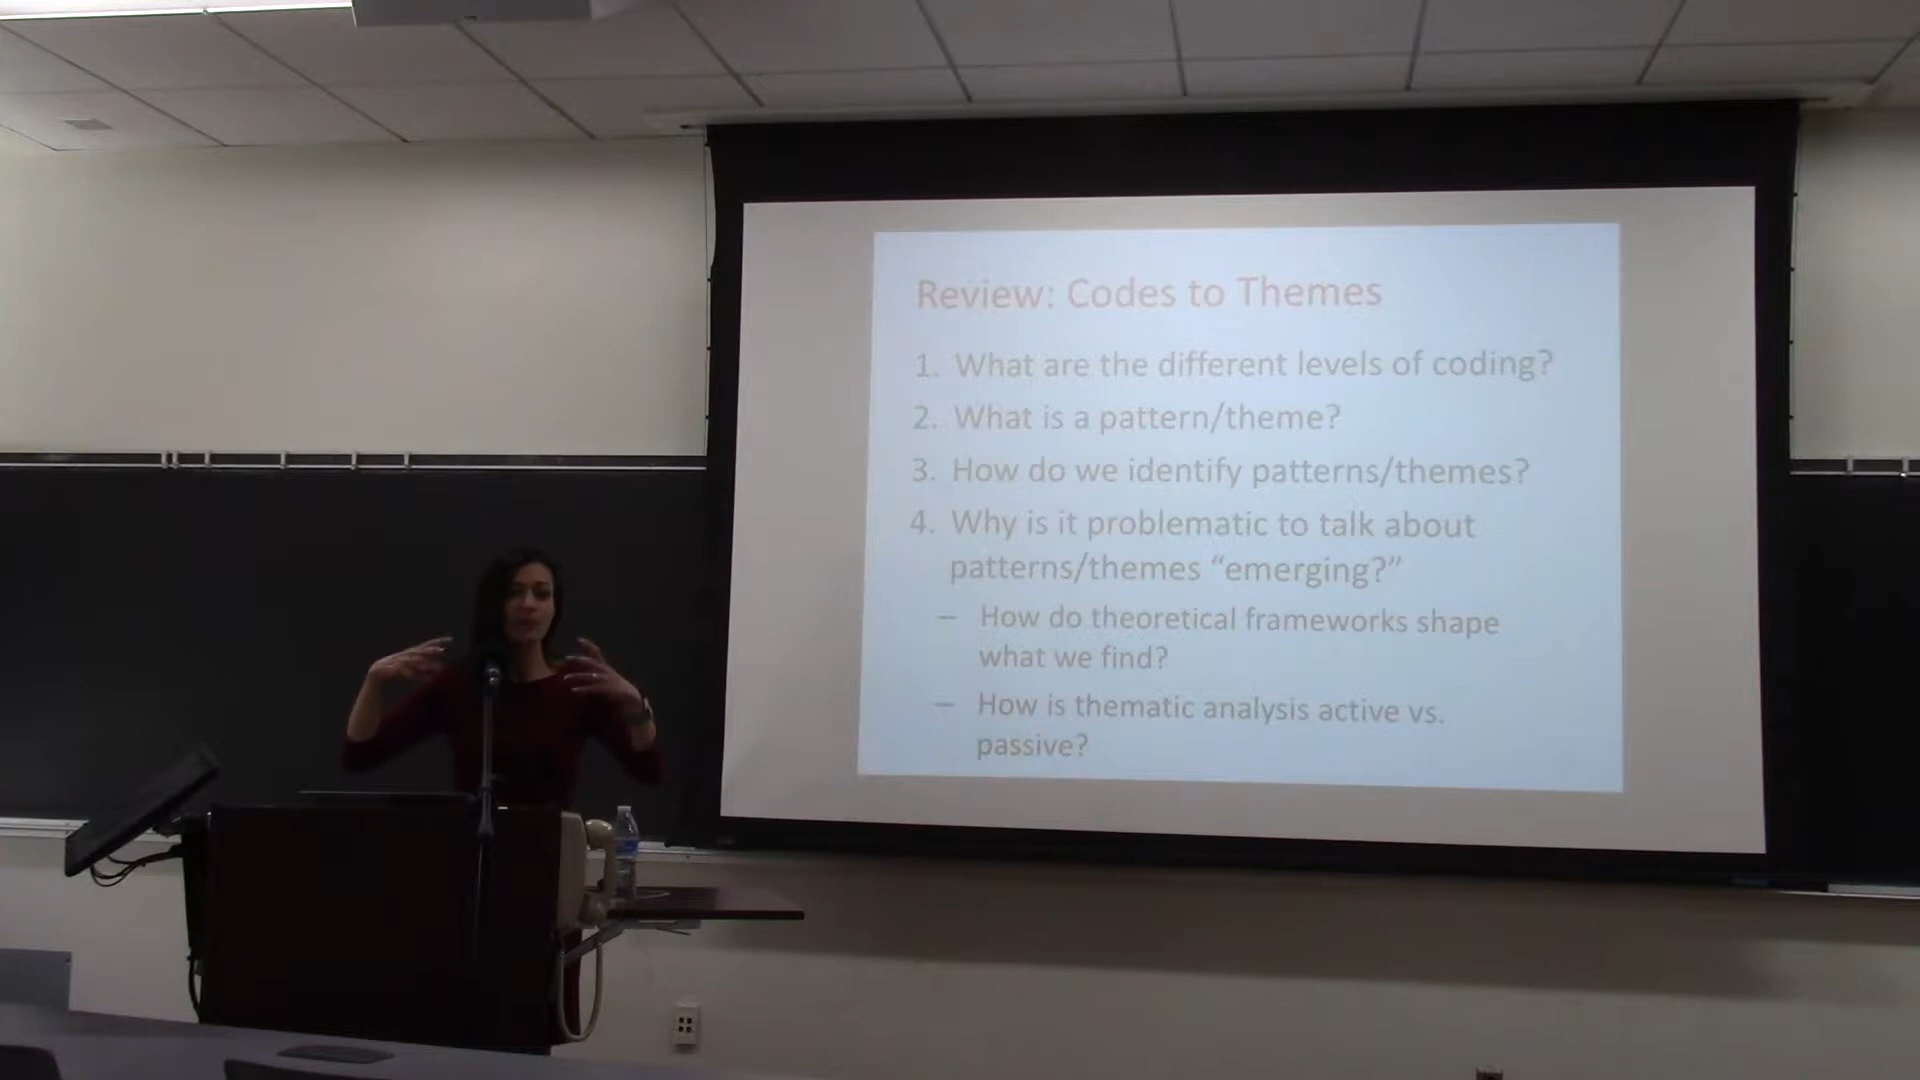 Review: Codes to Themes
1. What are the different levels of coding?
2. What is a pattern/theme?
3. How do we identify patterns/themes?
4. Why is it problematic to talk about
patterns/themes “emerging?”
– How do theoretical frameworks shape
what we find?
– How is thematic analysis active vs.
passive?